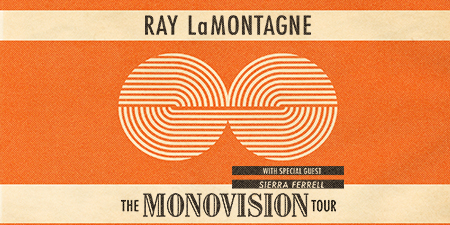 RAY LaMONTAGNE
WITH SPECIAL GUEST
SIERRA FERRELL
THE MONOVISION TOUR